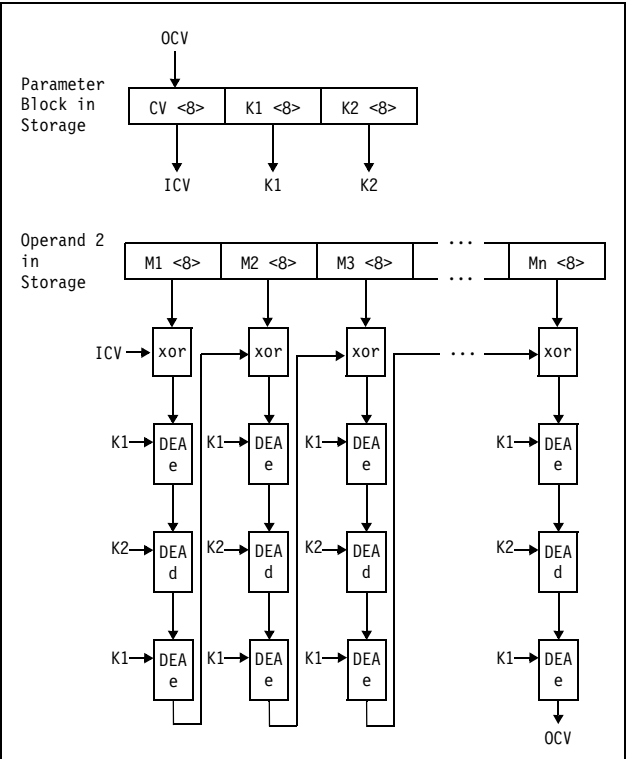 OCV
Parameter
Block in
Storage
CV <8> K1 <8> K2 <8>
ICV K1 K2
Operand 2
in
Storage
...
M1 <8> M2 <8> M3 <8> Mn <8>
...
ICV xor xor xor ... xor
K1 DEA K1 DEA K1 DEA K1 DEA
e e e e
K2 DEA K2 DEA K2 DEA K2 DEA
d d d d
K1 DEA K1 DEA K1 DEA K1 DEA
e e e e
OCV